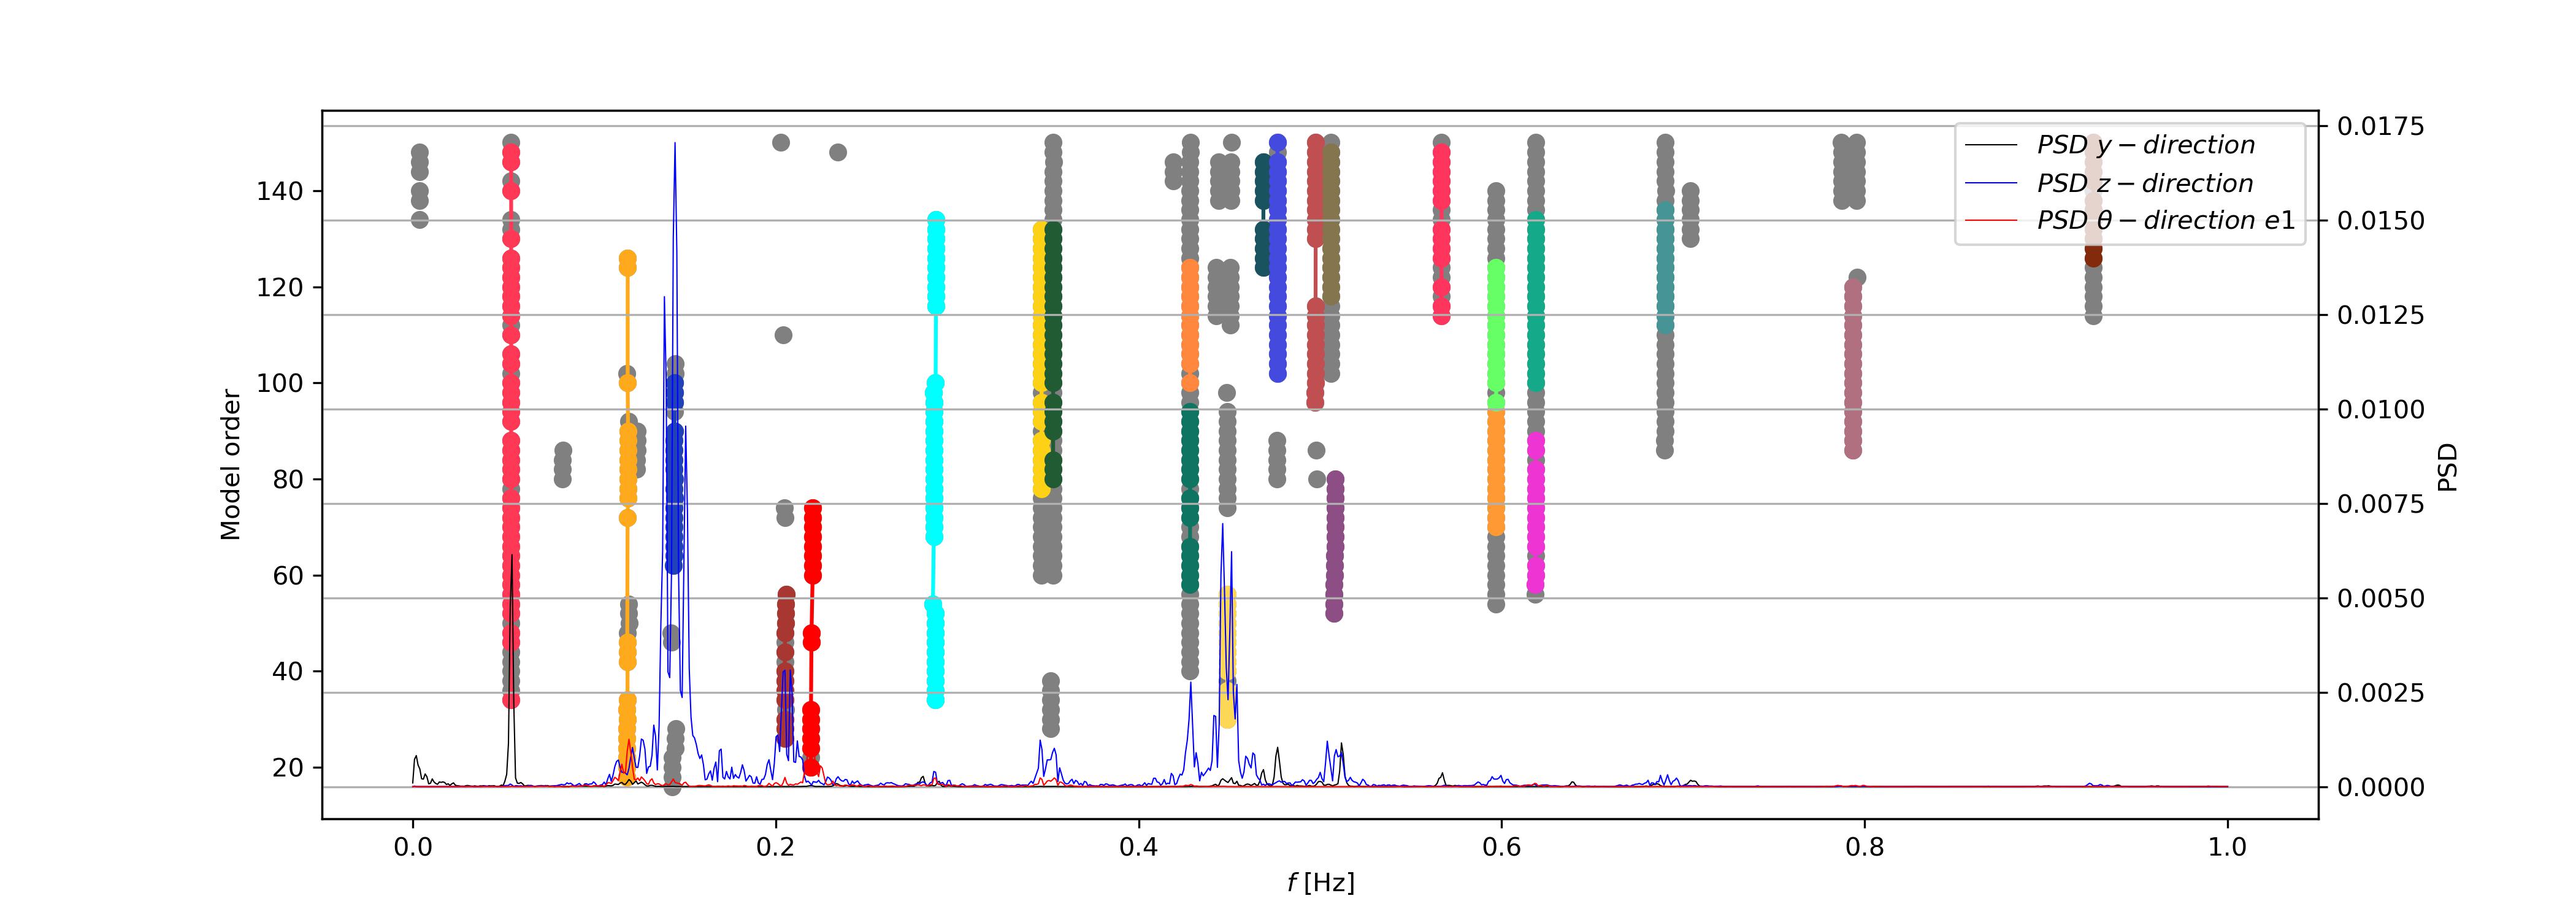 PSD y − direction
PSD z − direction
PSD θ − direction e1
Model order
140
120
100
80
60
40
20
0.0175
0.0150
0.0125
0.0100
0.0075
0.0050
0.0025
0.0000
PSD
0.0 0.2 0.4 0.6 0.8 1.0
f [Hz]